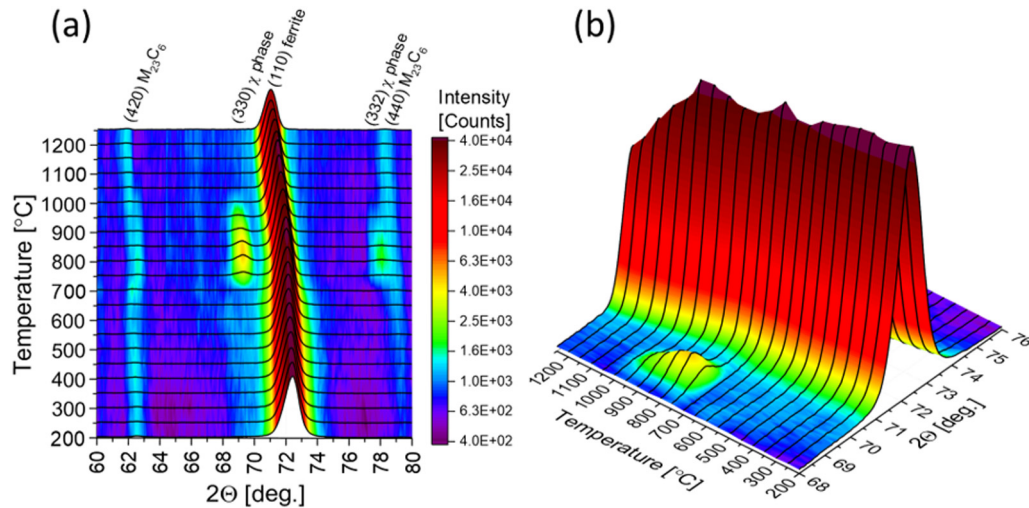 (a)
(420) M₂₃C₆
(330) χ phase
(110) ferrite
(332) χ phase
(440) M₂₃C₆
Intensity
[Counts]
4.0E+04
2.5E+04
1.6E+04
1.0E+04
6.3E+03
4.0E+03
2.5E+03
1.6E+03
1.0E+03
6.3E+02
4.0E+02
Temperature [°C]
1200
1100
1000
900
800
700
600
500
400
300
200
60 62 64 66 68 70 72 74 76 78 80
2Θ [deg.]
(b)
1200
1100
1000
900
800
700
600
500
400
300
200
Temperature [°C]
68
69
70
71
72
73
74
75
76
2Θ [deg.]